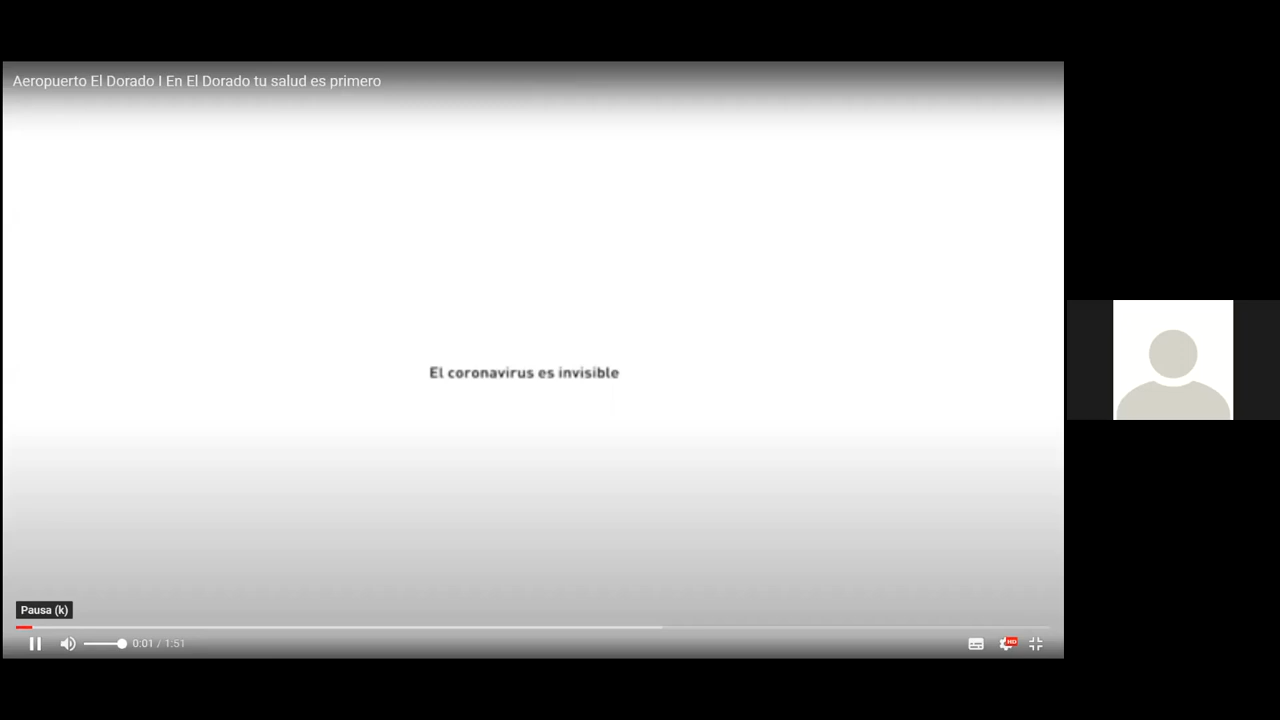 Aeropuerto El Dorado I En El Dorado tu salud es primero
El coronavirus es invisible
Pausa (k)
0:01 / 1:51
HD